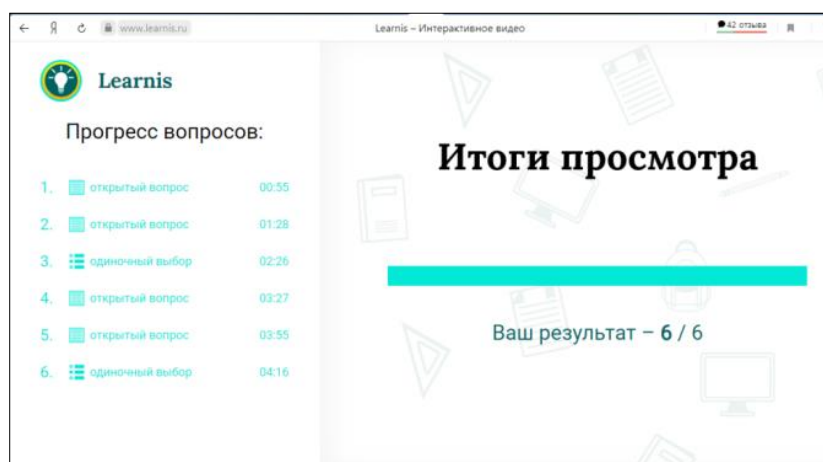 www.learnis.ru
Learnis – Интерактивное видео
42 отзыва
Learnis
Прогресс вопросов:
1. открытый вопрос 00:55
2. открытый вопрос 01:28
3. одиночный выбор 02:26
4. открытый вопрос 03:27
5. открытый вопрос 03:55
6. одиночный выбор 04:16
Итоги просмотра
Ваш результат – 6 / 6